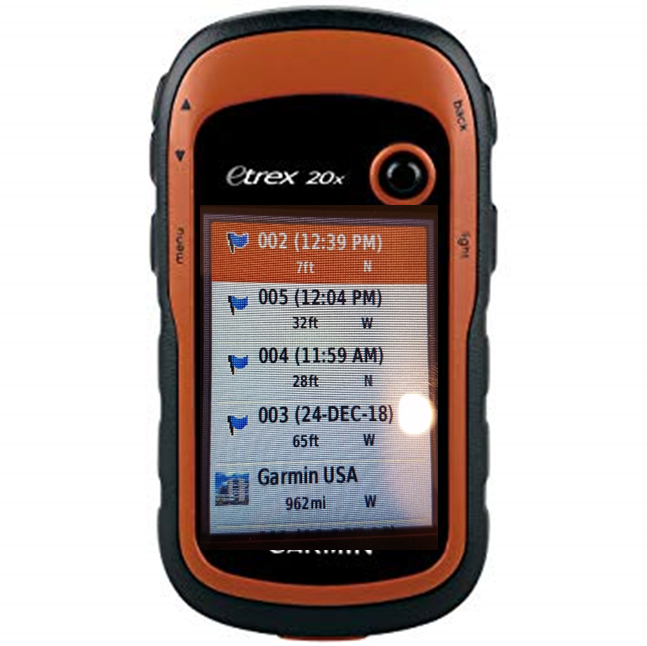 back
etrex 20x
menu
light
002 (12:39 PM)
7ft N
005 (12:04 PM)
32ft W
004 (11:59 AM)
28ft N
003 (24-DEC-18)
65ft W
Garmin USA
962mi W
GARMIN